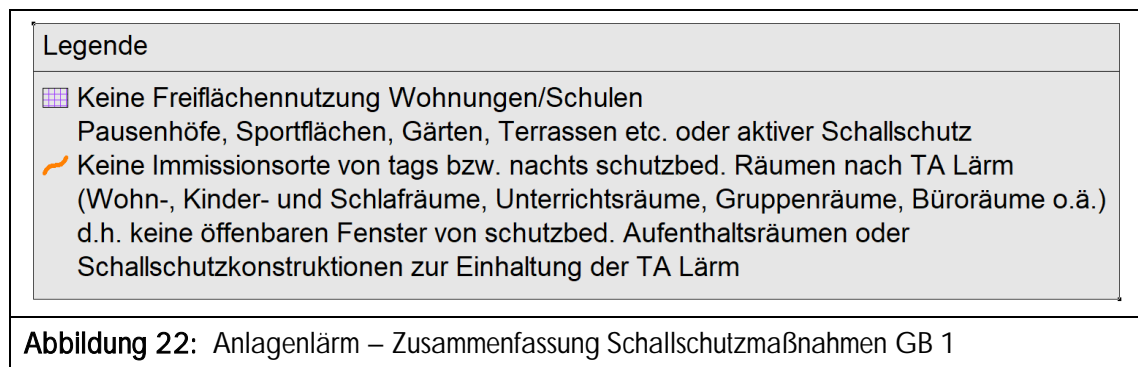 Legende
Keine Freiflächennutzung Wohnungen/Schulen
Pausenhöfe, Sportflächen, Gärten, Terrassen etc. oder aktiver Schallschutz
Keine Immissionsorte von tags bzw. nachts schutzbed. Räumen nach TA Lärm
(Wohn-, Kinder- und Schlafräume, Unterrichtsräume, Gruppenräume, Büroräume o.ä.)
d.h. keine öffenbaren Fenster von schutzbed. Aufenthaltsräumen oder
Schallschutzkonstruktionen zur Einhaltung der TA Lärm
Abbildung 22: Anlagenlärm – Zusammenfassung Schallschutzmaßnahmen GB 1